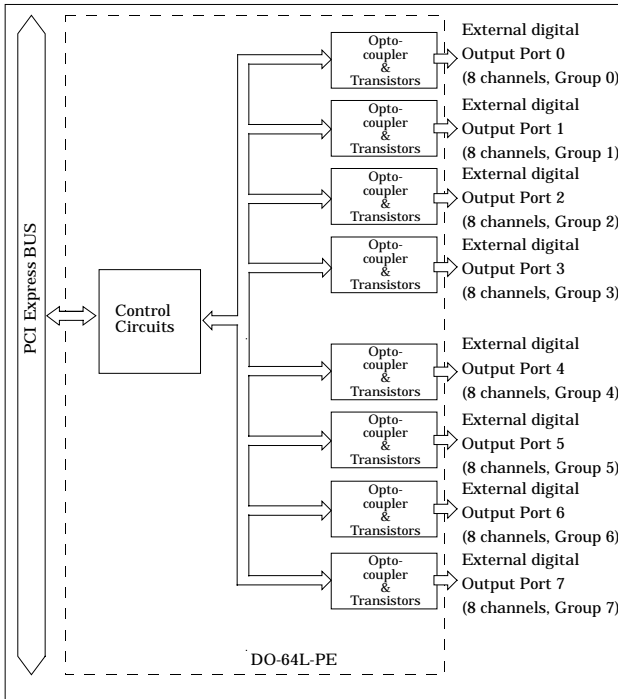 PCI Express BUS
Control
Circuits
Opto-
coupler
&
Transistors
External digital
Output Port 0
(8 channels, Group 0)
Opto-
coupler
&
Transistors
External digital
Output Port 1
(8 channels, Group 1)
Opto-
coupler
&
Transistors
External digital
Output Port 2
(8 channels, Group 2)
Opto-
coupler
&
Transistors
External digital
Output Port 3
(8 channels, Group 3)
Opto-
coupler
&
Transistors
External digital
Output Port 4
(8 channels, Group 4)
Opto-
coupler
&
Transistors
External digital
Output Port 5
(8 channels, Group 5)
Opto-
coupler
&
Transistors
External digital
Output Port 6
(8 channels, Group 6)
Opto-
coupler
&
Transistors
External digital
Output Port 7
(8 channels, Group 7)
DO-64L-PE